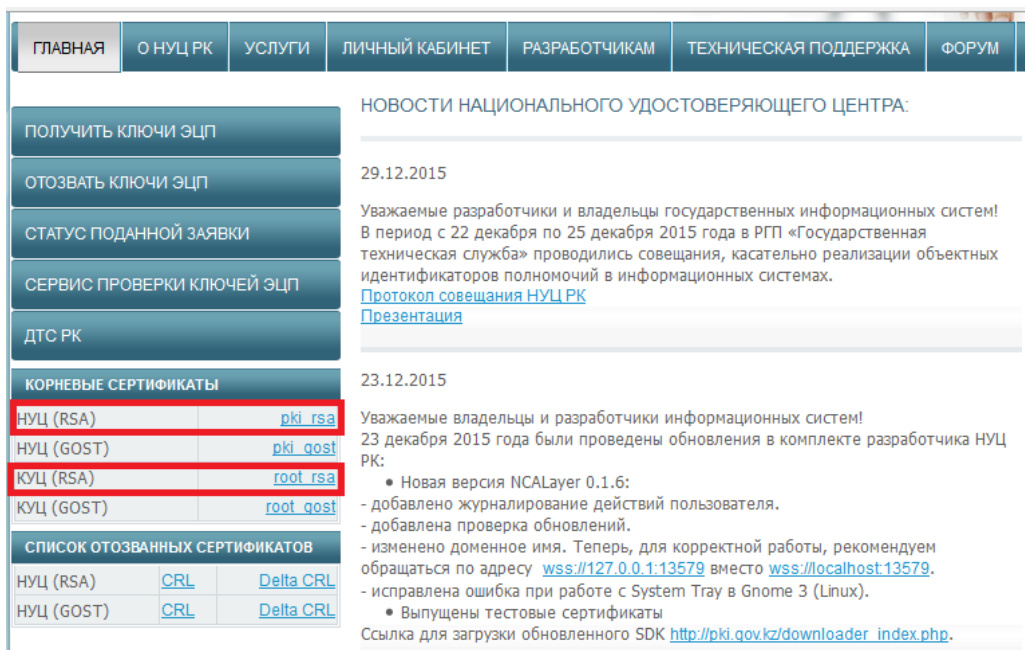 ГЛАВНАЯ О НУЦ РК УСЛУГИ ЛИЧНЫЙ КАБИНЕТ РАЗРАБОТЧИКАМ ТЕХНИЧЕСКАЯ ПОДДЕРЖКА ФОРУМ
ПОЛУЧИТЬ КЛЮЧИ ЭЦП
ОТОЗВАТЬ КЛЮЧИ ЭЦП
СТАТУС ПОДАННОЙ ЗАЯВКИ
СЕРВИС ПРОВЕРКИ КЛЮЧЕЙ ЭЦП
ДТС РК
КОРНЕВЫЕ СЕРТИФИКАТЫ
НУЦ (RSA) pki_rsa
НУЦ (GOST) pki_gost
КУЦ (RSA) root_rsa
КУЦ (GOST) root_gost
СПИСОК ОТОЗВАННЫХ СЕРТИФИКАТОВ
НУЦ (RSA) CRL Delta CRL
НУЦ (GOST) CRL Delta CRL
НОВОСТИ НАЦИОНАЛЬНОГО УДОСТОВЕРЯЮЩЕГО ЦЕНТРА:
29.12.2015
Уважаемые разработчики и владельцы государственных информационных систем!
В период с 22 декабря по 25 декабря 2015 года в РГП «Государственная
техническая служба» проводились совещания, касательно реализации объектных
идентификаторов полномочий в информационных системах.
Протокол совещания НУЦ РК
Презентация
23.12.2015
Уважаемые владельцы и разработчики информационных систем!
23 декабря 2015 года были проведены обновления в комплекте разработчика НУЦ
РК:
• Новая версия NCALayer 0.1.6:
- добавлено журналирование действий пользователя.
- добавлена проверка обновлений.
- изменено доменное имя. Теперь, для корректной работы, рекомендуем
обращаться по адресу wss://127.0.0.1:13579 вместо wss://localhost:13579.
- исправлена ошибка при работе с System Tray в Gnome 3 (Linux).
• Выпущены тестовые сертификаты
Ссылка для загрузки обновленного SDK http://pki.gov.kz/downloader_index.php.